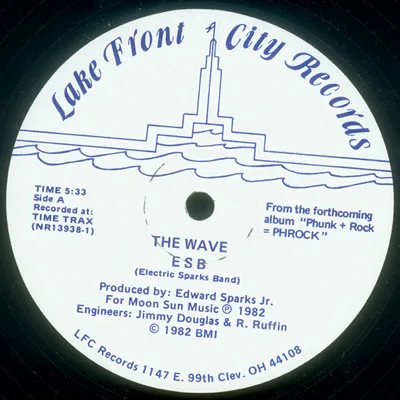 Lake Front City Records
TIME 5:33
Side A
Recorded at:
TIME TRAX
(NR13938-1)
From the forthcoming
album "Phunk + Rock
= PHROCK"
THE WAVE
E S B
(Electric Sparks Band)
Produced by: Edward Sparks Jr.
For Moon Sun Music Ⓟ 1982
Engineers: Jimmy Douglas & R. Ruffin
© 1982 BMI
LFC Records 1147 E. 99th Clev. OH 44108